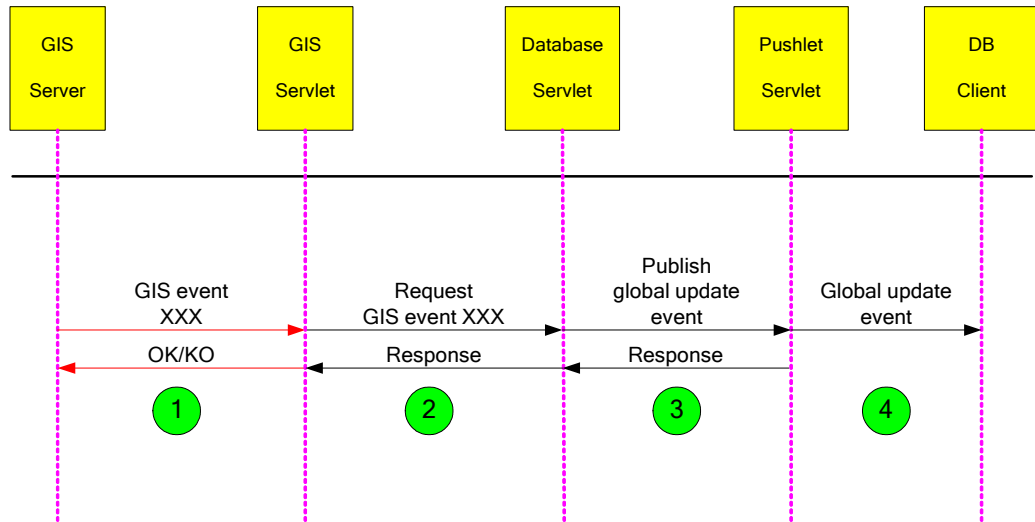 GIS
Server
GIS
Servlet
Database
Servlet
Pushlet
Servlet
DB
Client
GIS event
XXX
OK/KO
1
Request
GIS event XXX
Response
2
Publish
global update
event
Response
3
Global update
event
4